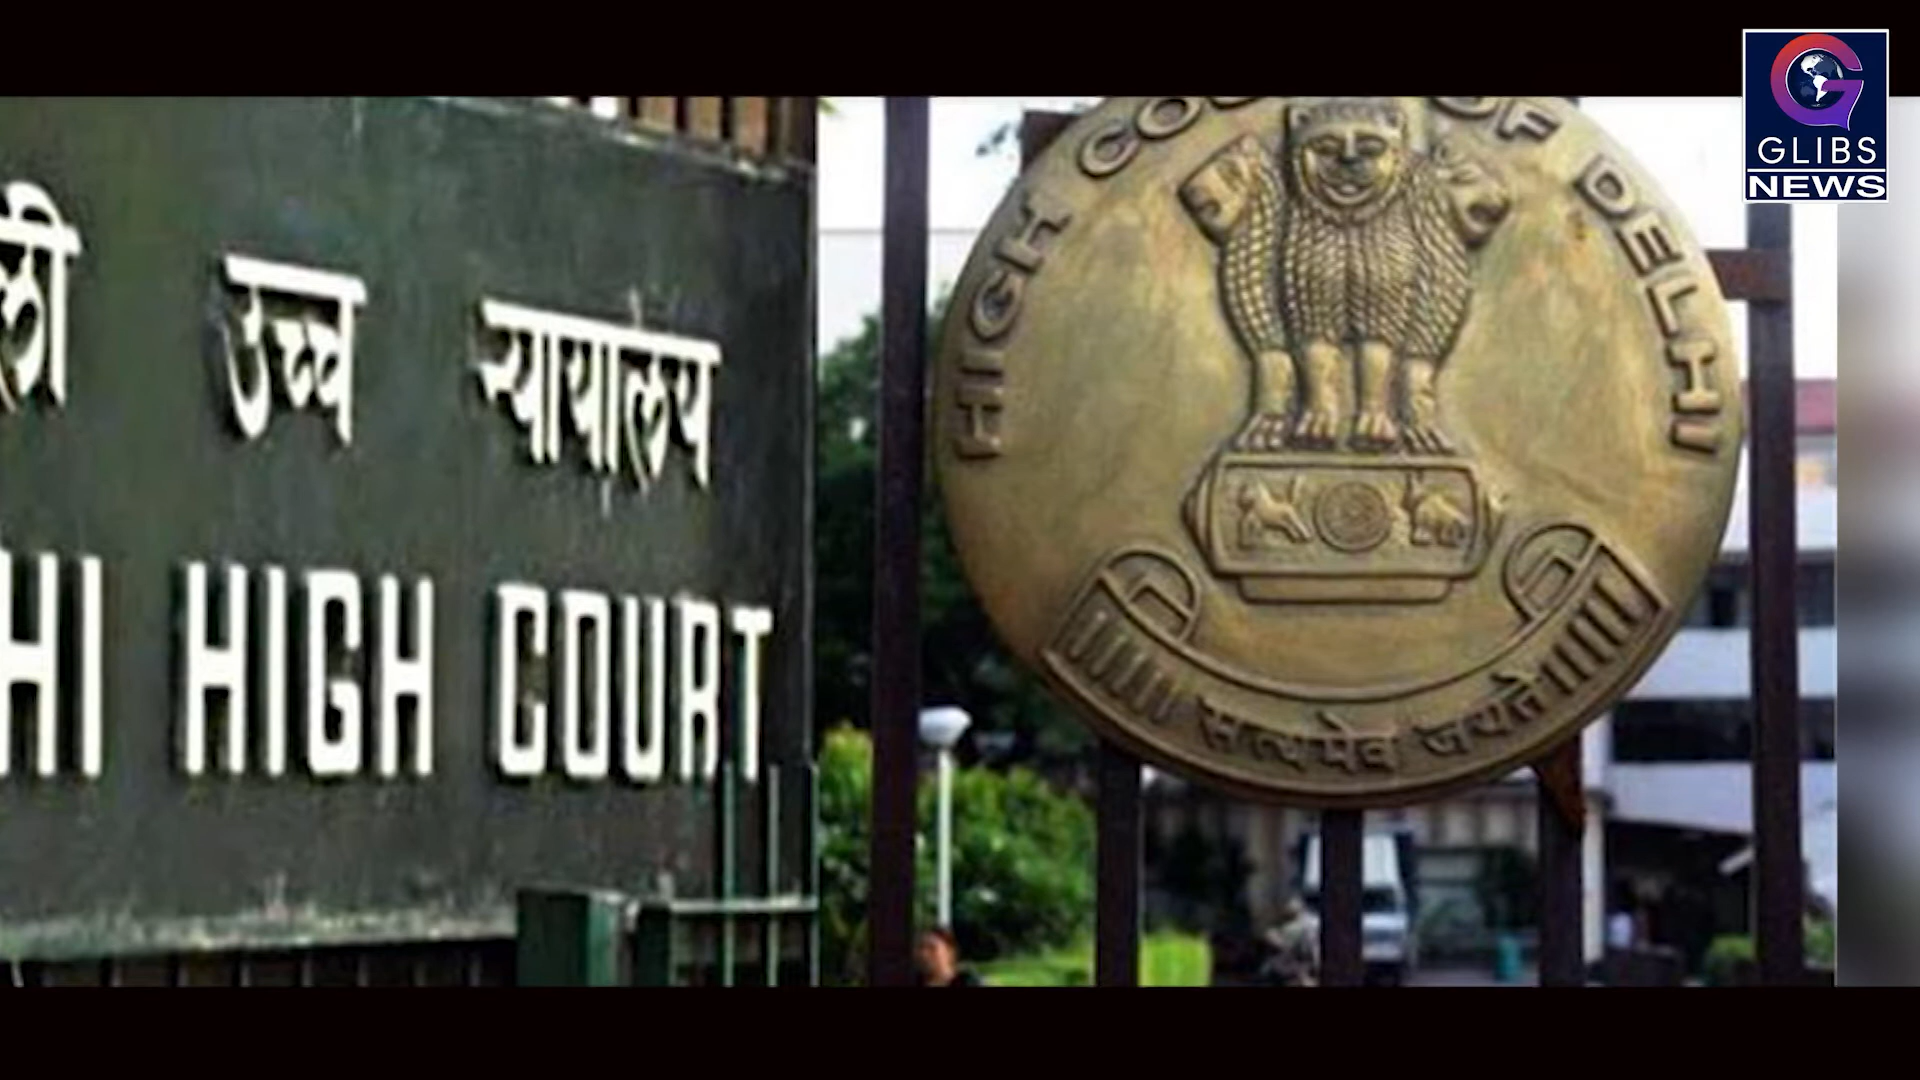 ली उच्च न्यायालय
HI HIGH COURT
HIGH COURT OF DELHI
सत्यमेव जयते
GLIBS
NEWS